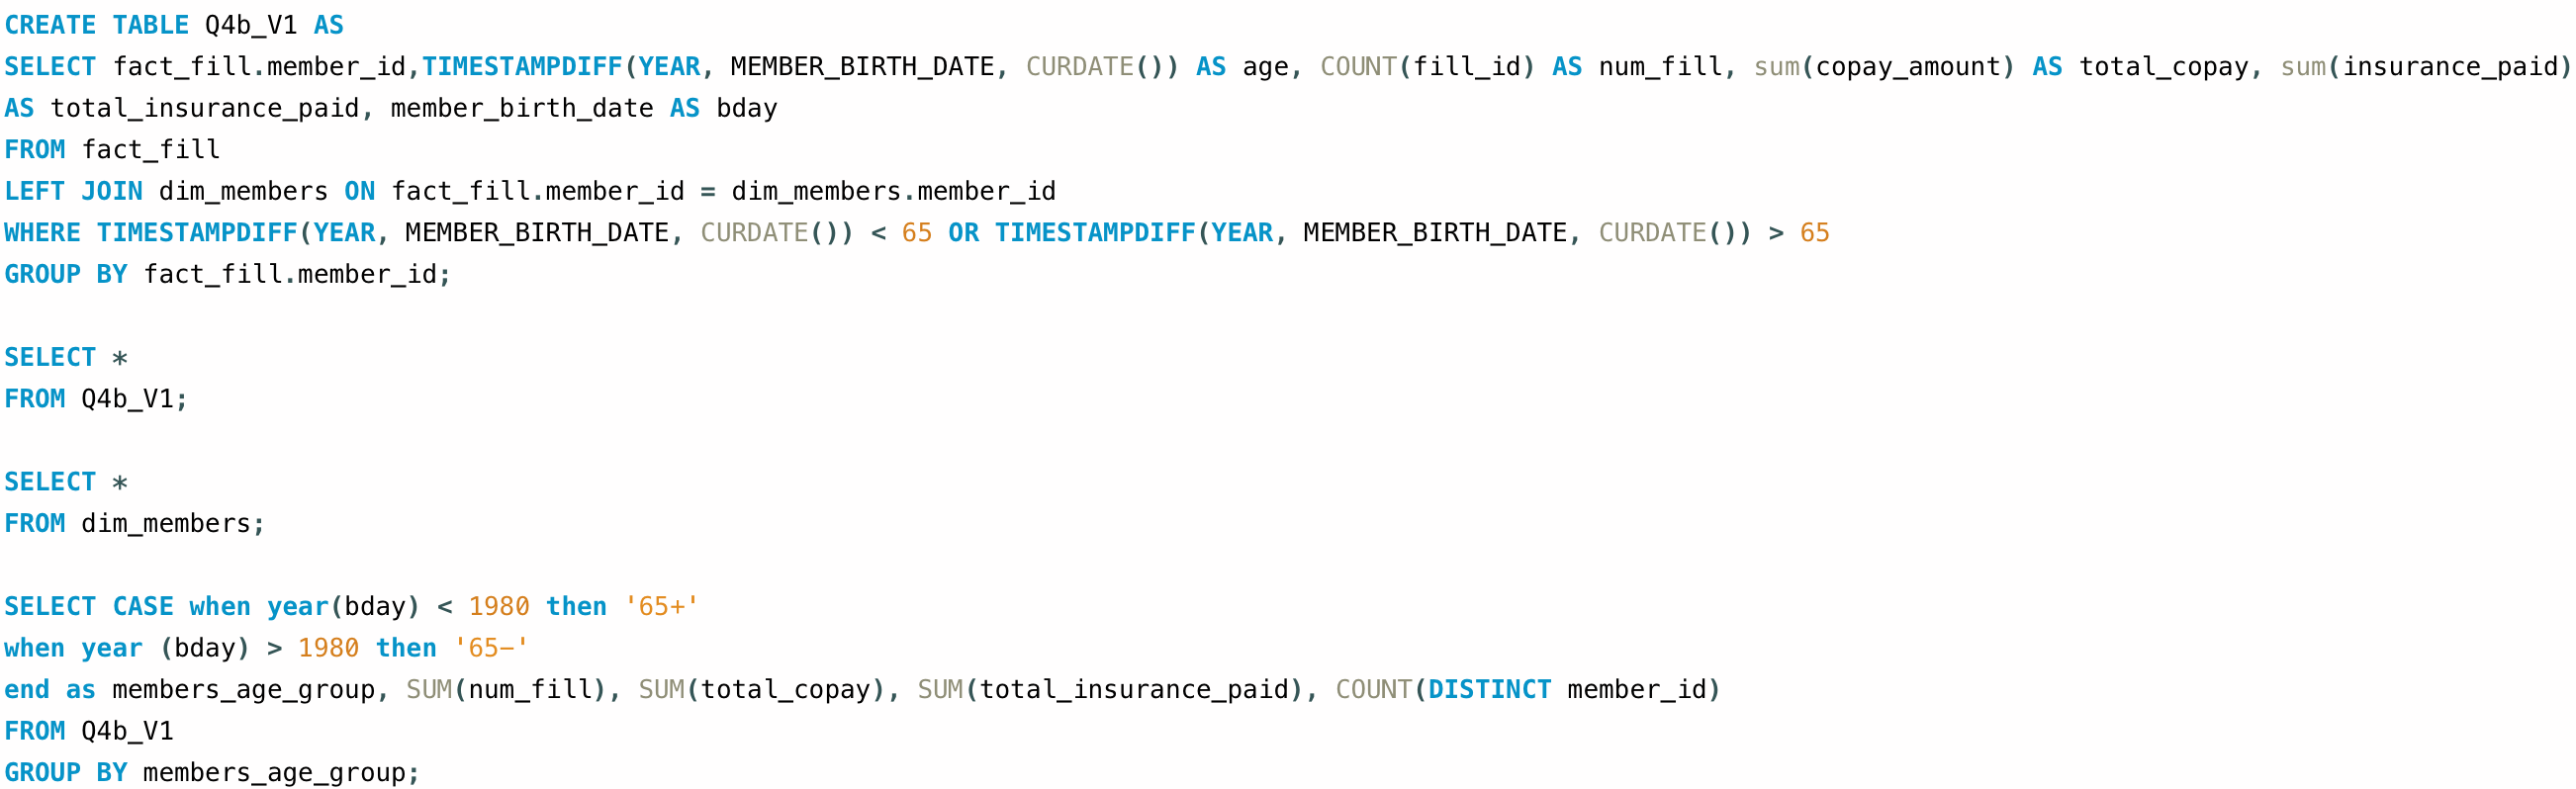 CREATE TABLE Q4b_V1 AS
SELECT fact_fill.member_id,TIMESTAMPDIFF(YEAR, MEMBER_BIRTH_DATE, CURDATE()) AS age, COUNT(fill_id) AS num_fill, sum(copay_amount) AS total_copay, sum(insurance_paid)
AS total_insurance_paid, member_birth_date AS bday
FROM fact_fill
LEFT JOIN dim_members ON fact_fill.member_id = dim_members.member_id
WHERE TIMESTAMPDIFF(YEAR, MEMBER_BIRTH_DATE, CURDATE()) < 65 OR TIMESTAMPDIFF(YEAR, MEMBER_BIRTH_DATE, CURDATE()) > 65
GROUP BY fact_fill.member_id;
SELECT *
FROM Q4b_V1;
SELECT *
FROM dim_members;
SELECT CASE when year(bday) < 1980 then '65+'
when year (bday) > 1980 then '65-'
end as members_age_group, SUM(num_fill), SUM(total_copay), SUM(total_insurance_paid), COUNT(DISTINCT member_id)
FROM Q4b_V1
GROUP BY members_age_group;